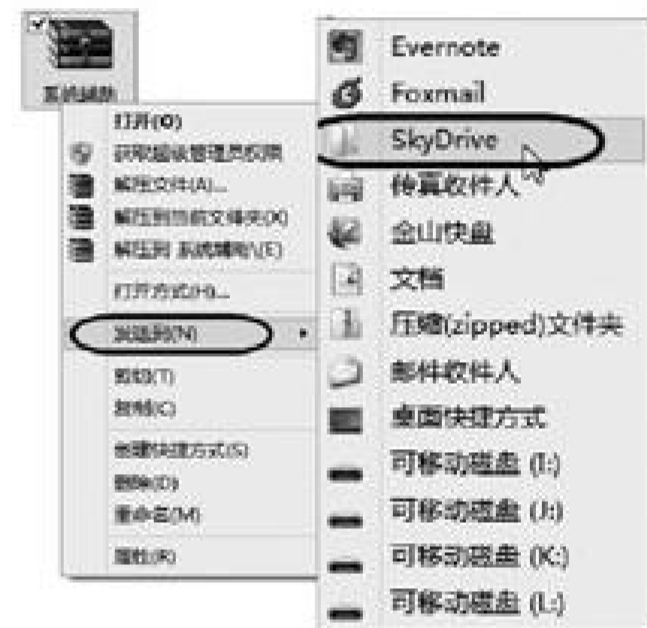 系统辅助
打开(O)
获取超级管理员权限
解压文件(A)...
解压到当前文件夹(X)
解压到 系统辅助\(E)
打开方式(H)...
发送到(N)
剪切(T)
复制(C)
创建快捷方式(S)
删除(D)
重命名(M)
属性(R)
Evernote
Foxmail
SkyDrive
传真收件人
金山快盘
文档
压缩(zipped)文件夹
邮件收件人
桌面快捷方式
可移动磁盘 (I:)
可移动磁盘 (J:)
可移动磁盘 (K:)
可移动磁盘 (L:)